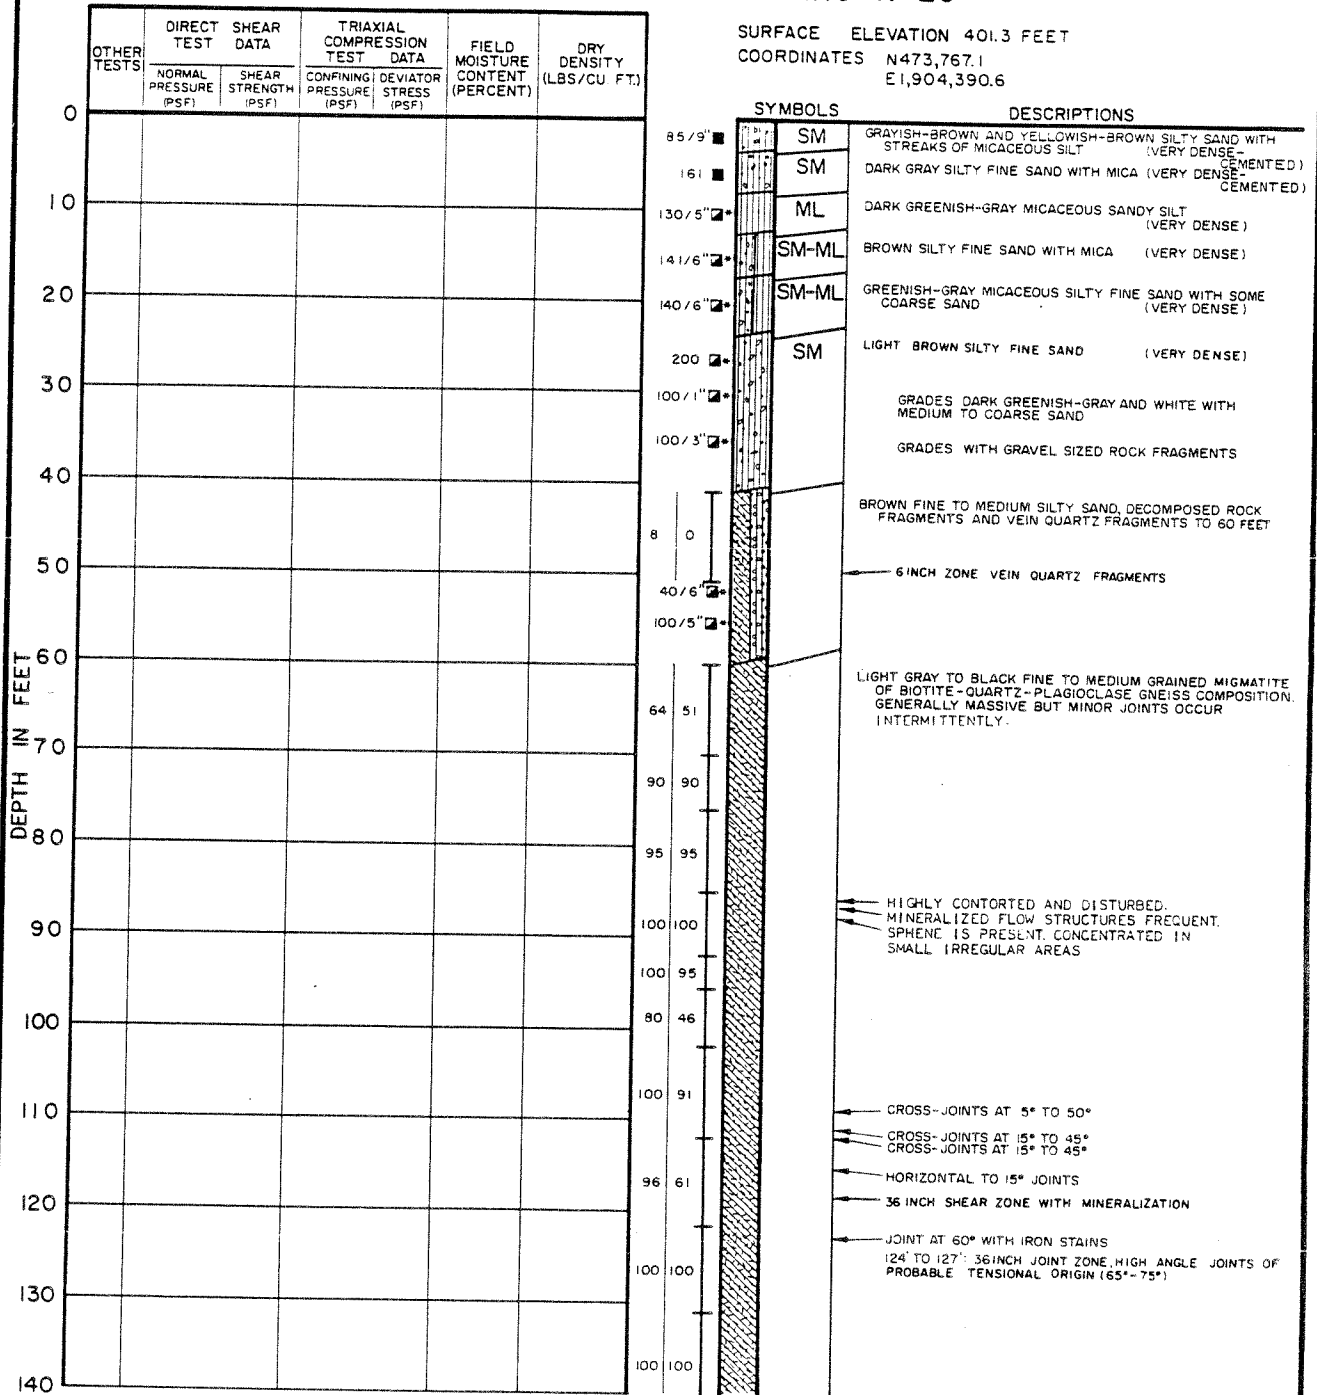 SURFACE ELEVATION 401.3 FEET
COORDINATES N473,767.1
E1,904,390.6
OTHER TESTS
DIRECT SHEAR TEST DATA
NORMAL PRESSURE (PSF)
SHEAR STRENGTH (PSF)
TRIAXIAL COMPRESSION TEST DATA
CONFINING PRESSURE (PSF)
DEVIATOR STRESS (PSF)
FIELD MOISTURE CONTENT (PERCENT)
DRY DENSITY (LBS/CU. FT.)
SYMBOLS
DESCRIPTIONS
DEPTH IN FEET
0
10
20
30
40
50
60
70
80
90
100
110
120
130
140
85/9"
SM
GRAYISH-BROWN AND YELLOWISH-BROWN SILTY SAND WITH
STREAKS OF MICACEOUS SILT (VERY DENSE-
CEMENTED)
161
SM
DARK GRAY SILTY FINE SAND WITH MICA (VERY DENSE-
CEMENTED)
130/5"*
ML
DARK GREENISH-GRAY MICACEOUS SANDY SILT
(VERY DENSE)
141/6"*
SM-ML
BROWN SILTY FINE SAND WITH MICA (VERY DENSE)
140/6"*
SM-ML
GREENISH-GRAY MICACEOUS SILTY FINE SAND WITH SOME
COARSE SAND (VERY DENSE)
200 *
SM
LIGHT BROWN SILTY FINE SAND (VERY DENSE)
100/1"*
GRADES DARK GREENISH-GRAY AND WHITE WITH
MEDIUM TO COARSE SAND
100/3"*
GRADES WITH GRAVEL SIZED ROCK FRAGMENTS
BROWN FINE TO MEDIUM SILTY SAND, DECOMPOSED ROCK
FRAGMENTS AND VEIN QUARTZ FRAGMENTS TO 60 FEET
8 0
6 INCH ZONE VEIN QUARTZ FRAGMENTS
40/6"*
100/5"*
LIGHT GRAY TO BLACK FINE TO MEDIUM GRAINED MIGMATITE
OF BIOTITE-QUARTZ-PLAGIOCLASE GNEISS COMPOSITION.
GENERALLY MASSIVE BUT MINOR JOINTS OCCUR
INTERMITTENTLY.
64 51
90 90
95 95
HIGHLY CONTORTED AND DISTURBED.
MINERALIZED FLOW STRUCTURES FREQUENT.
SPHENE IS PRESENT, CONCENTRATED IN
SMALL IRREGULAR AREAS
100 100
100 95
80 46
100 91
CROSS-JOINTS AT 5° TO 50°
CROSS-JOINTS AT 15° TO 45°
CROSS-JOINTS AT 15° TO 45°
96 61
HORIZONTAL TO 15° JOINTS
36 INCH SHEAR ZONE WITH MINERALIZATION
JOINT AT 60° WITH IRON STAINS
124' TO 127': 36 INCH JOINT ZONE, HIGH ANGLE JOINTS OF
PROBABLE TENSIONAL ORIGIN (65°-75°)
100 100
100 100